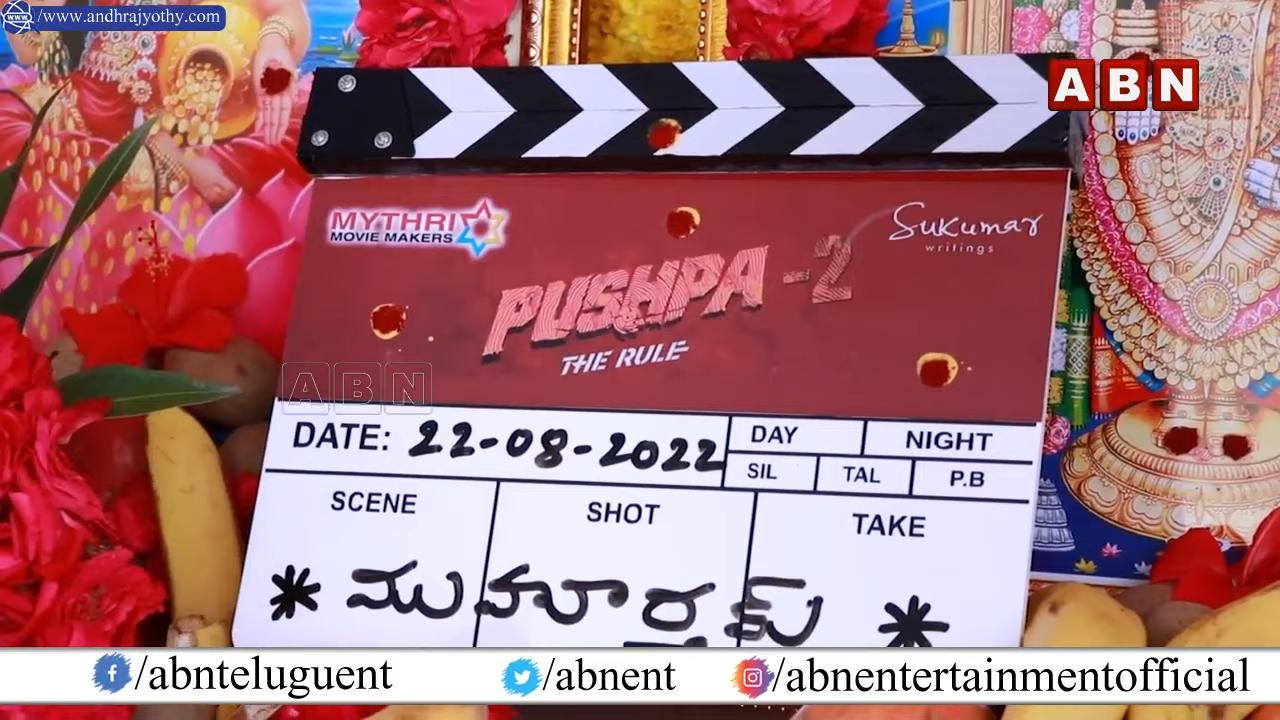 www.andhrajyothy.com
ABN
MYTHRI
MOVIE MAKERS
Sukumar
writings
PUSHPA -2
THE RULE
ABN
DATE: 22-08-2022
DAY NIGHT
SIL TAL P.B
SCENE SHOT TAKE
* ముహూర్తమ్ *
/abnteluguent /abnent /abnentertainmentofficial